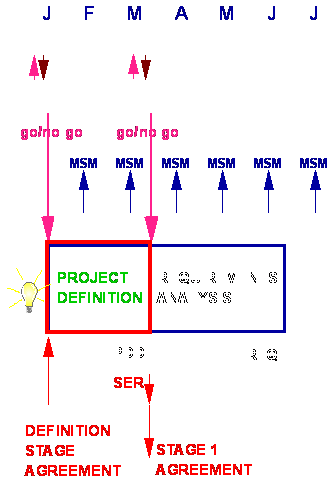 J F M A M J J
go/no go go/no go
MSM MSM MSM MSM MSM MSM
PROJECT
DEFINITION
SER
DEFINITION
STAGE
AGREEMENT
STAGE 1
AGREEMENT